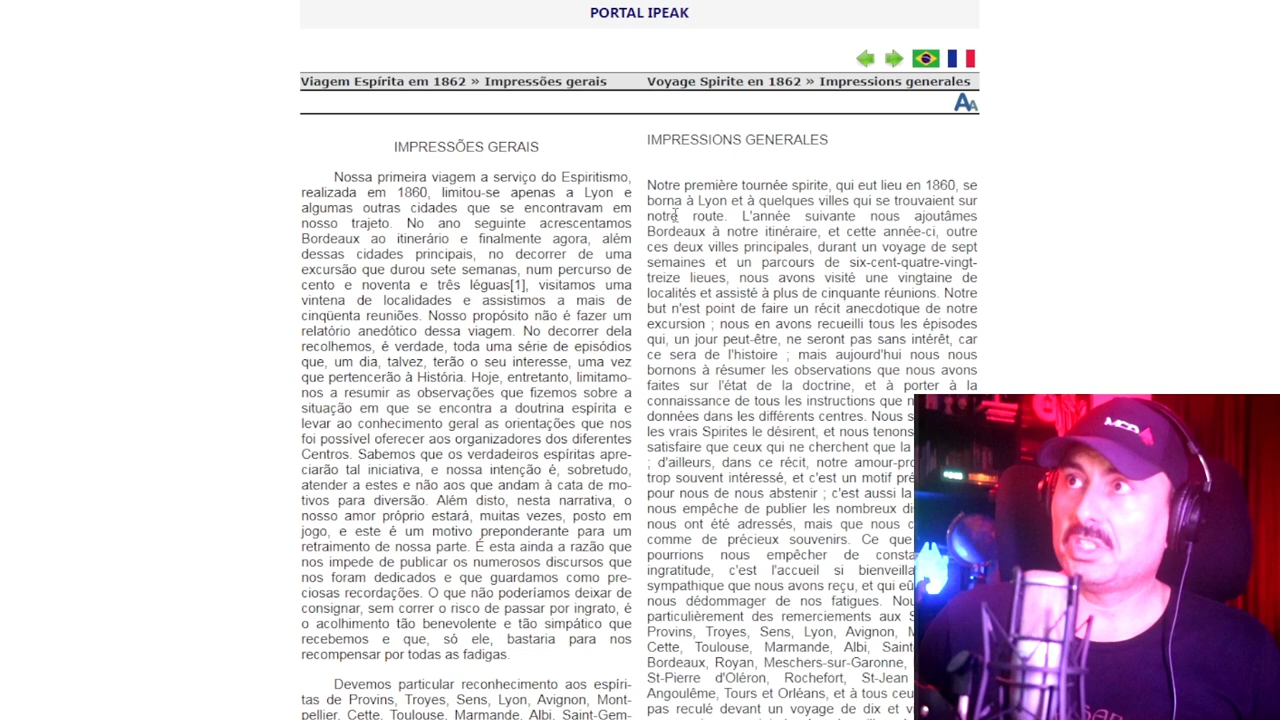 PORTAL IPEAK
Viagem Espírita em 1862 » Impressões gerais
Voyage Spirite en 1862 » Impressions generales
AA
IMPRESSÕES GERAIS
Nossa primeira viagem a serviço do Espiritismo,
realizada em 1860, limitou-se apenas a Lyon e
algumas outras cidades que se encontravam em
nosso trajeto. No ano seguinte acrescentamos
Bordeaux ao itinerário e finalmente agora, além
dessas cidades principais, no decorrer de uma
excursão que durou sete semanas, num percurso de
cento e noventa e três léguas[1], visitamos uma
vintena de localidades e assistimos a mais de
cinqüenta reuniões. Nosso propósito não é fazer um
relatório anedótico dessa viagem. No decorrer dela
recolhemos, é verdade, toda uma série de episódios
que, um dia, talvez, terão o seu interesse, uma vez
que pertencerão à História. Hoje, entretanto, limitamo-
nos a resumir as observações que fizemos sobre a
situação em que se encontra a doutrina espírita e
levar ao conhecimento geral as orientações que nos
foi possível oferecer aos organizadores dos diferentes
Centros. Sabemos que os verdadeiros espíritas apre-
ciarão tal iniciativa, e nossa intenção é, sobretudo,
atender a estes e não aos que andam à cata de mo-
tivos para diversão. Além disto, nesta narrativa, o
nosso amor próprio estará, muitas vezes, posto em
jogo, e este é um motivo preponderante para um
retraimento de nossa parte. É esta ainda a razão que
nos impede de publicar os numerosos discursos que
nos foram dedicados e que guardamos como pre-
ciosas recordações. O que não poderíamos deixar de
consignar, sem correr o risco de passar por ingrato, é
o acolhimento tão benevolente e tão simpático que
recebemos e que, só ele, bastaria para nos
recompensar por todas as fadigas.
Devemos particular reconhecimento aos espíri-
tas de Provins, Troyes, Sens, Lyon, Avignon, Mont-
pellier, Cette, Toulouse, Marmande, Albi, Saint-Gem-
IMPRESSIONS GENERALES
Notre première tournée spirite, qui eut lieu en 1860, se
borna à Lyon et à quelques villes qui se trouvaient sur
notre route. L'année suivante nous ajoutâmes
Bordeaux à notre itinéraire, et cette année-ci, outre
ces deux villes principales, durant un voyage de sept
semaines et un parcours de six-cent-quatre-vingt-
treize lieues, nous avons visité une vingtaine de
localités et assisté à plus de cinquante réunions. Notre
but n'est point de faire un récit anecdotique de notre
excursion ; nous en avons recueilli tous les épisodes
qui, un jour peut-être, ne seront pas sans intérêt, car
ce sera de l'histoire ; mais aujourd'hui nous nous
bornons à résumer les observations que nous avons
faites sur l'état de la doctrine, et à porter à la
connaissance de tous les instructions que n
données dans les différents centres. Nous s
les vrais Spirites le désirent, et nous tenons
satisfaire que ceux qui ne cherchent que la
; d'ailleurs, dans ce récit, notre amour-pro
trop souvent intéressé, et c'est un motif pré
pour nous de nous abstenir ; c'est aussi la
nous empêche de publier les nombreux di
nous ont été adressés, mais que nous c
comme de précieux souvenirs. Ce que
pourrions nous empêcher de consta
ingratitude, c'est l'accueil si bienveilla
sympathique que nous avons reçu, et qui eû
nous dédommager de nos fatigues. Nou
particulièrement des remerciements aux S
Provins, Troyes, Sens, Lyon, Avignon, M
Cette, Toulouse, Marmande, Albi, Saint
Bordeaux, Royan, Meschers-sur-Garonne,
St-Pierre d'Oléron, Rochefort, St-Jean
Angoulême, Tours et Orléans, et à tous ceu
pas reculé devant un voyage de dix et v
MCD